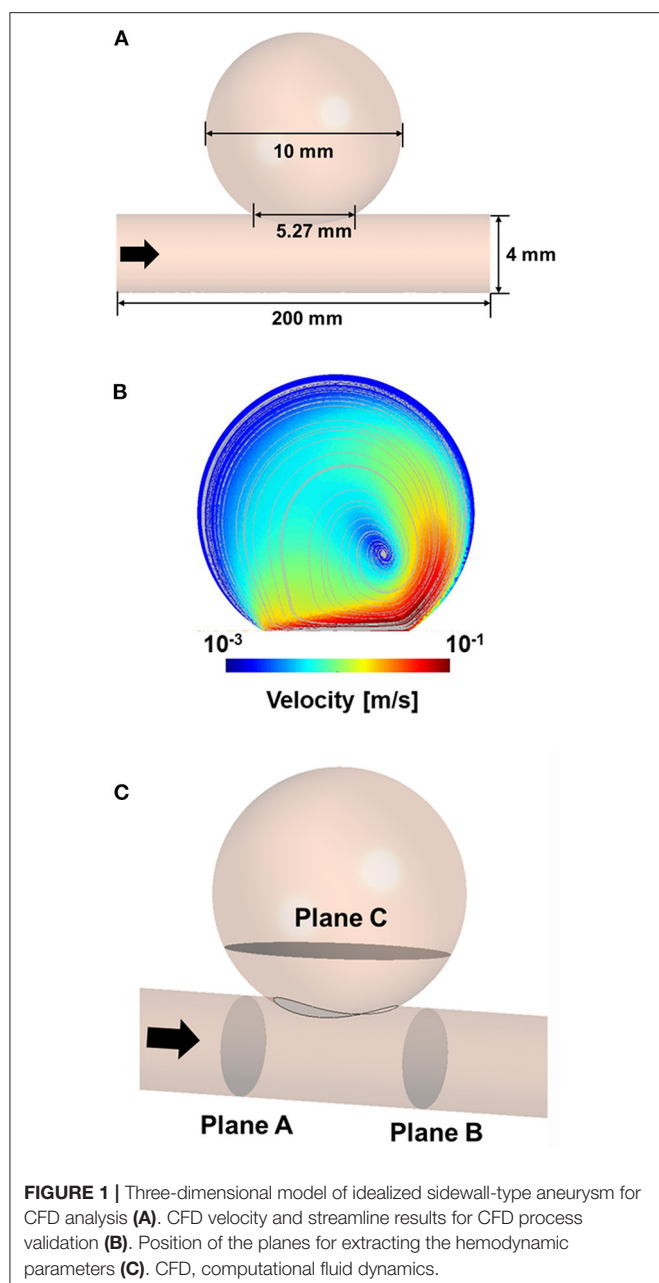 A
10 mm
5.27 mm
4 mm
200 mm
B
10-3
10-1
Velocity [m/s]
C
Plane C
Plane A
Plane B
FIGURE 1 | Three-dimensional model of idealized sidewall-type aneurysm for
CFD analysis (A). CFD velocity and streamline results for CFD process
validation (B). Position of the planes for extracting the hemodynamic
parameters (C). CFD, computational fluid dynamics.